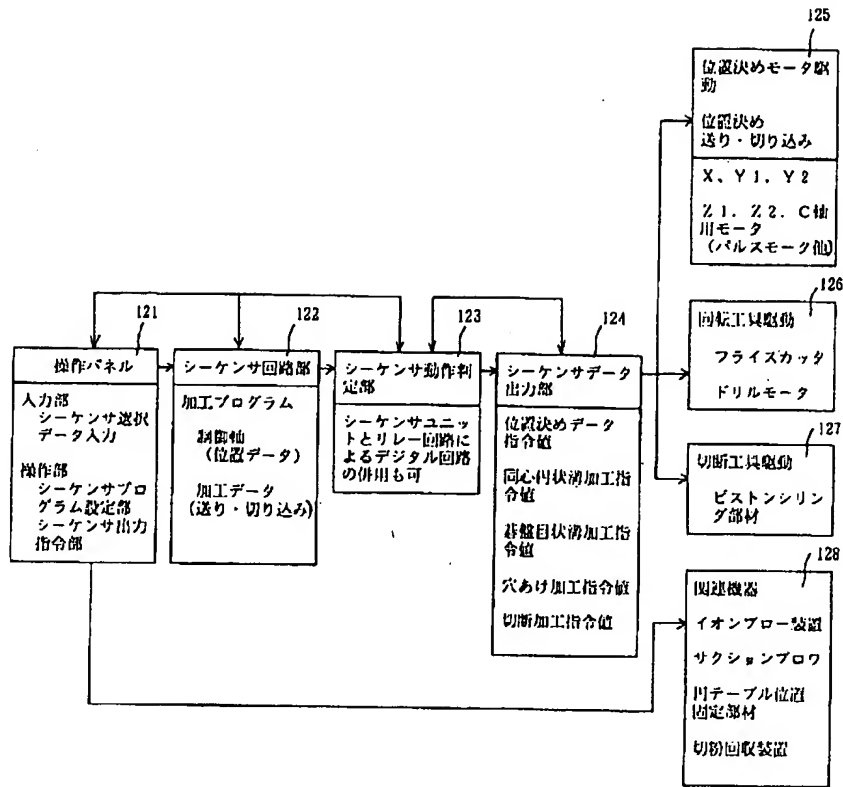 121
操作パネル
入力部
シーケンサ選択
データ入力
操作部
シーケンサプロ
グラム設定部
シーケンサ出力
指令部
122
シーケンサ回路部
加工プログラム
制御軸
(位置データ)
加工データ
(送り・切り込み)
123
シーケンサ動作判
定部
シーケンサユニッ
トとリレー回路に
よるデジタル回路
の併用も可
124
シーケンサデータ
出力部
位置決めデータ
指令値
同心円状溝加工指
令値
碁盤目状溝加工指
令値
穴あけ加工指令値
切断加工指令値
125
位置決めモータ駆
動
位置決め
送り・切り込み
X、Y1、Y2
Z1、Z2、C軸
用モータ
(パルスモータ他)
126
回転工具駆動
フライスカッタ
ドリルモータ
127
切断工具駆動
ピストンシリン
ダ部材
128
関連機器
イオンブロー装置
サクションブロワ
円テーブル位置
固定部材
切粉回収装置